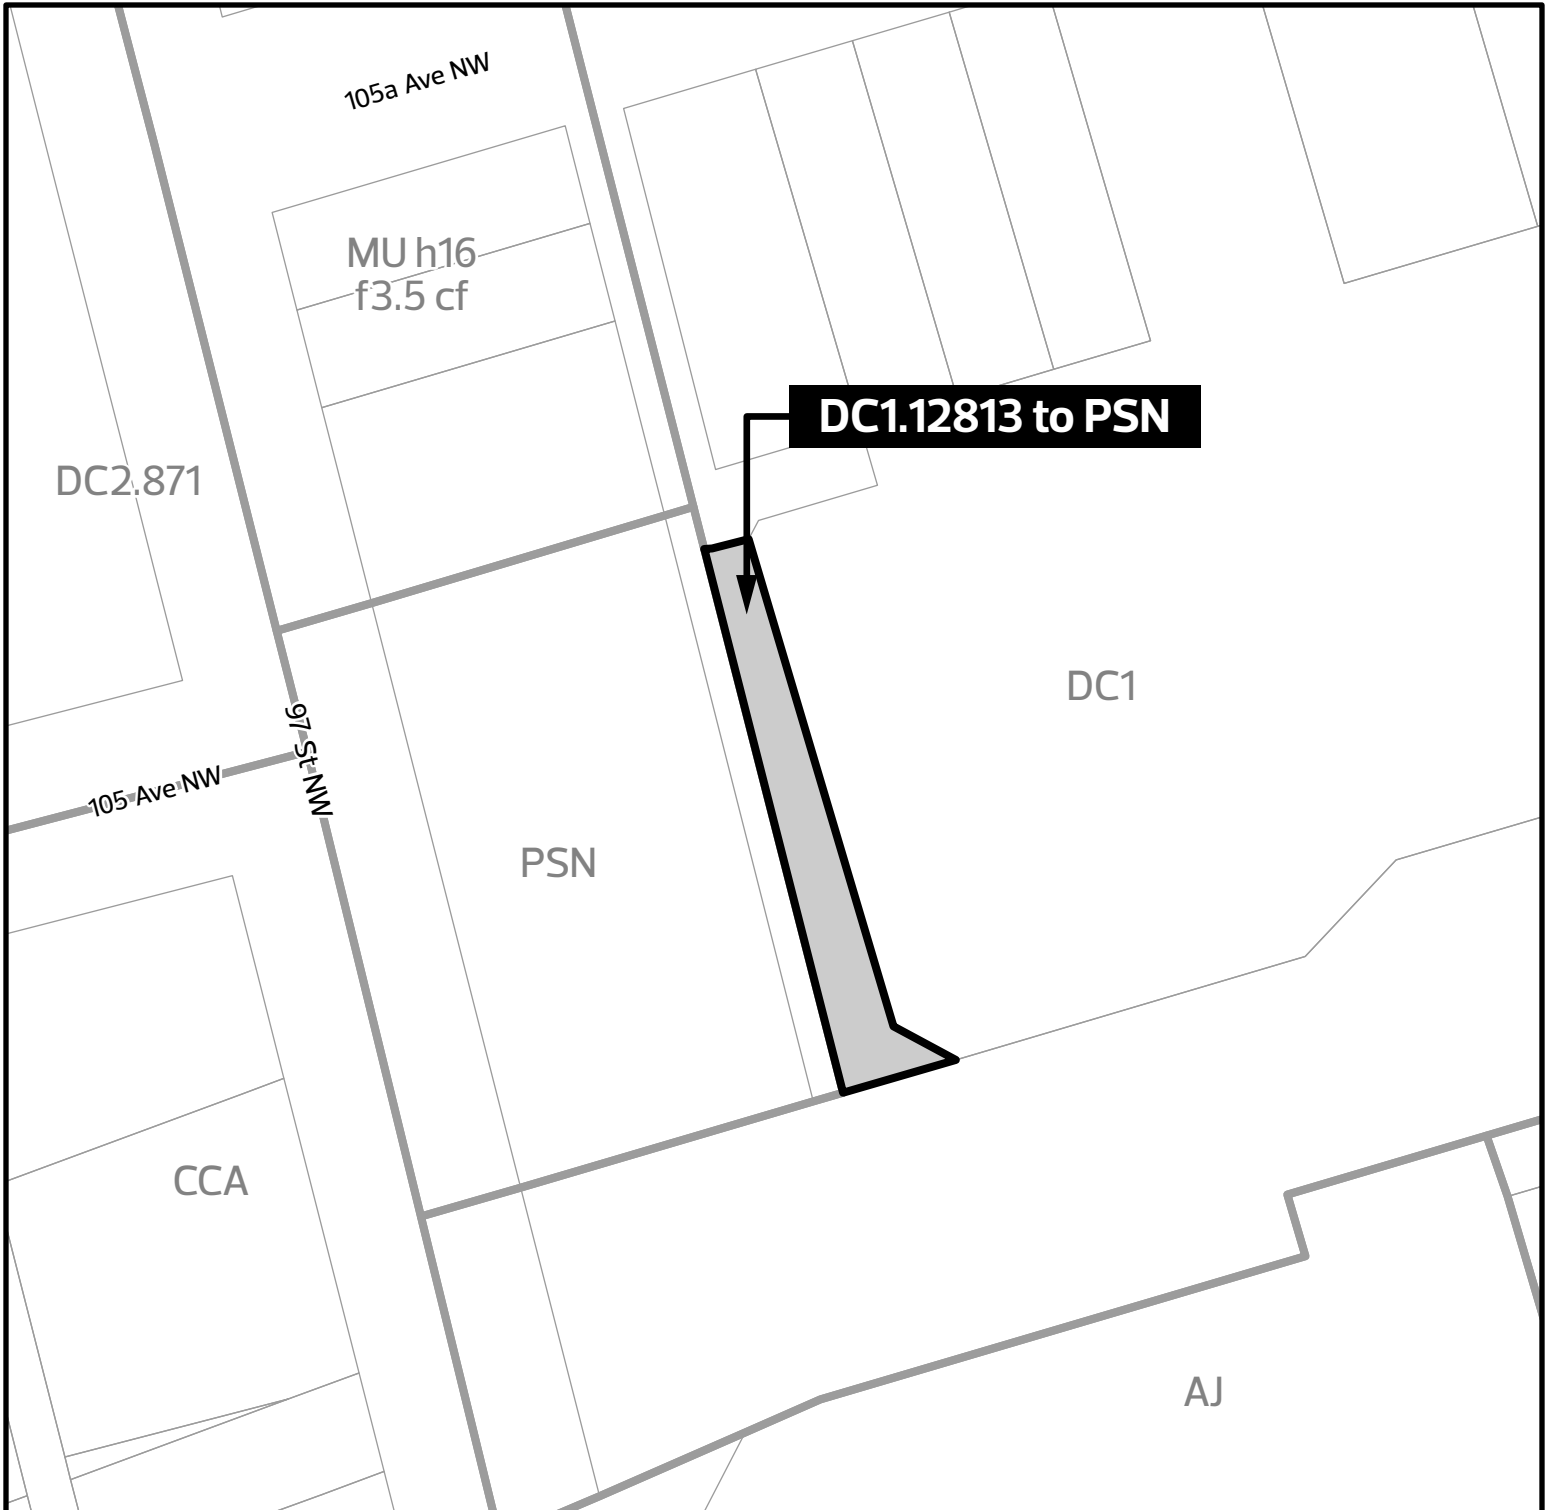 105a Ave NW
MU h16
f3.5 cf
DC1.12813 to PSN
DC2.871
DC1
97 St NW
105 Ave NW
PSN
CCA
AJ